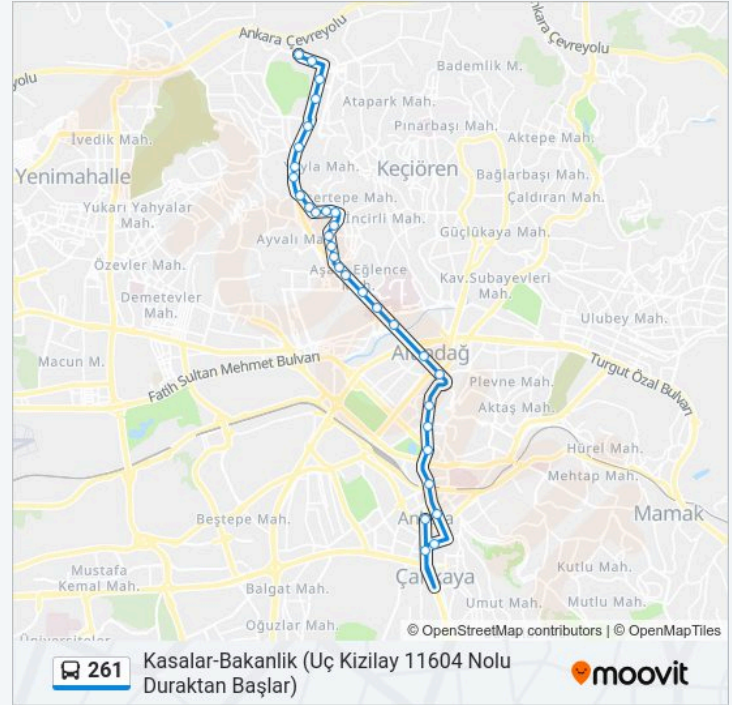 Ankara Çevreyolu
Ankara Çevreyolu
yolu
Bademlik M.
Atapark Mah.
Pınarbaşı Mah.
Aktepe Mah.
İvedik Mah.
Keçiören
Bağlarbaşı Mah.
Yenimahalle
Çaldıran Mah.
Yukarı Yahyalar
Mah.
İncirli Mah.
Güçlükaya Mah.
Özevler Mah.
Kav.Subayevleri
Mah.
Demetevler
Mah.
Ulubey Mah.
Macun M.
Fatih Sultan Mehmet Bulvarı
Turgut Özal Bulvarı
Plevne Mah.
Aktaş Mah.
Hürel Mah.
Mehtap Mah.
Beştepe Mah.
Mamak
Mustafa
Kemal Mah.
Balgat Mah.
Kutlu Mah.
Umut Mah.
Mutlu Mah.
Oğuzlar Mah.
© OpenStreetMap contributors | © OpenMapTiles
261
Kasalar-Bakanlik (Uç Kizilay 11604 Nolu
Duraktan Başlar)
moovit